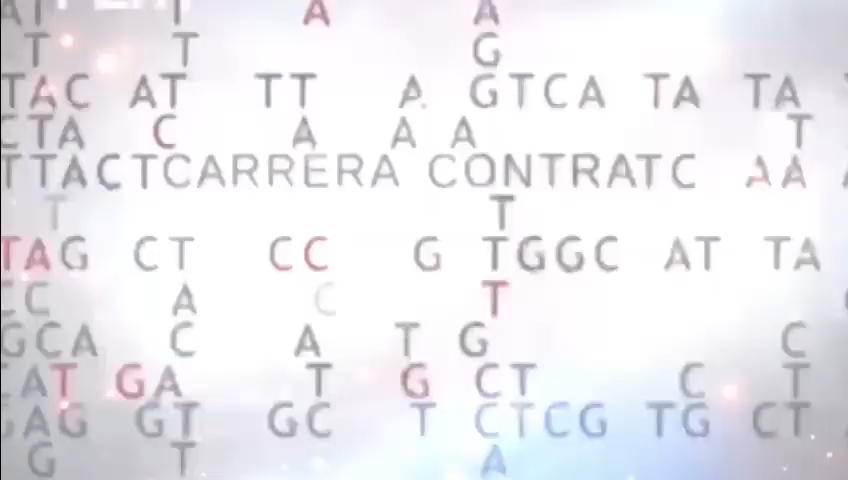 A T A
T T G
TAC AT TT A GTCA TA TA
CTA C A A A T
TTACTCARRERA CONTRATC AA
T T
TAG CT CC G TGGC AT TA
CC A C T
GCA C A T G C
AT GA T G CT C T
AG GT GC T CTCG TG CT
G T A